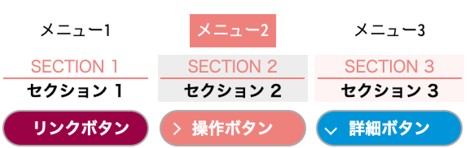 メニュー1 メニュー2 メニュー3
SECTION 1 SECTION 2 SECTION 3
セクション 1 セクション 2 セクション 3
リンクボタン 操作ボタン 詳細ボタン